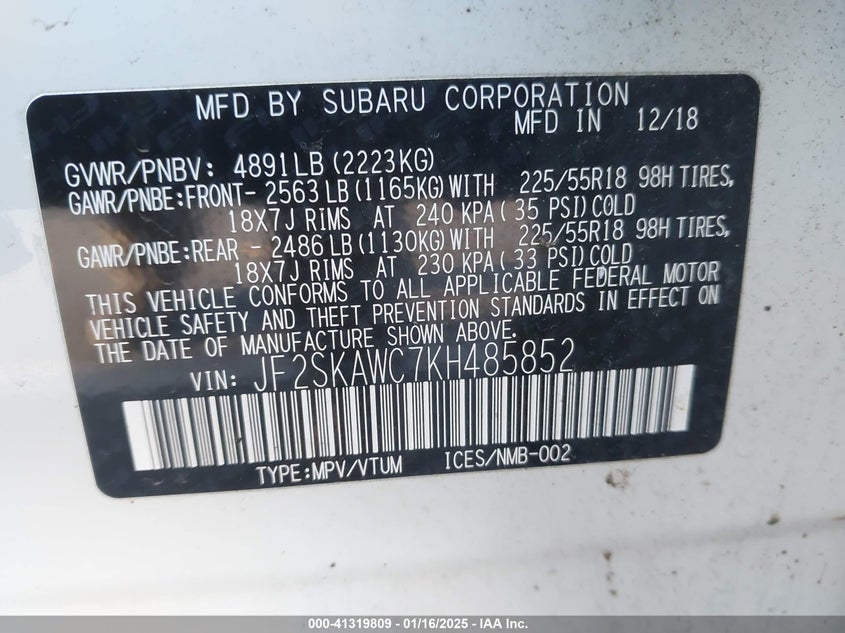 MFD BY SUBARU CORPORATION
MFD IN 12/18
GVWR/PNBV: 4891LB (2223KG)
GAWR/PNBE:FRONT- 2563LB (1165KG)WITH 225/55R18 98H TIRES,
18X7J RIMS AT 240 KPA(35 PSI)COLD
GAWR/PNBE:REAR - 2486LB (1130KG)WITH 225/55R18 98H TIRES,
18X7J RIMS AT 230 KPA(33 PSI)COLD
THIS VEHICLE CONFORMS TO ALL APPLICABLE FEDERAL MOTOR
VEHICLE SAFETY AND THEFT PREVENTION STANDARDS IN EFFECT ON
THE DATE OF MANUFACTURE SHOWN ABOVE.
VIN: JF2SKAWC7KH485852
TYPE:MPV/VTUM ICES/NMB-002
000-41319809 - 01/16/2025 - IAA Inc.